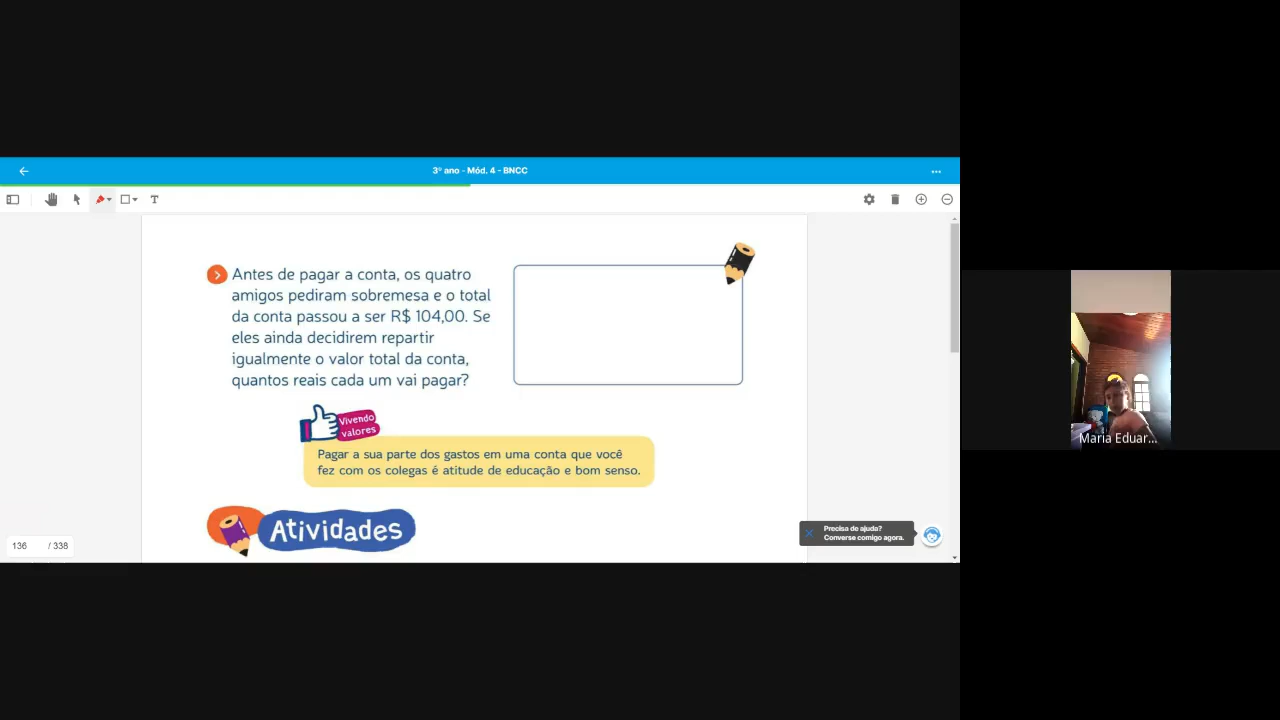 3º ano - Mód. 4 - BNCC
T
Antes de pagar a conta, os quatro
amigos pediram sobremesa e o total
da conta passou a ser R$ 104,00. Se
eles ainda decidirem repartir
igualmente o valor total da conta,
quantos reais cada um vai pagar?
Vivendo
valores
Pagar a sua parte dos gastos em uma conta que você
fez com os colegas é atitude de educação e bom senso.
Atividades
136 / 338
Precisa de ajuda?
Converse comigo agora.
Maria Eduar...